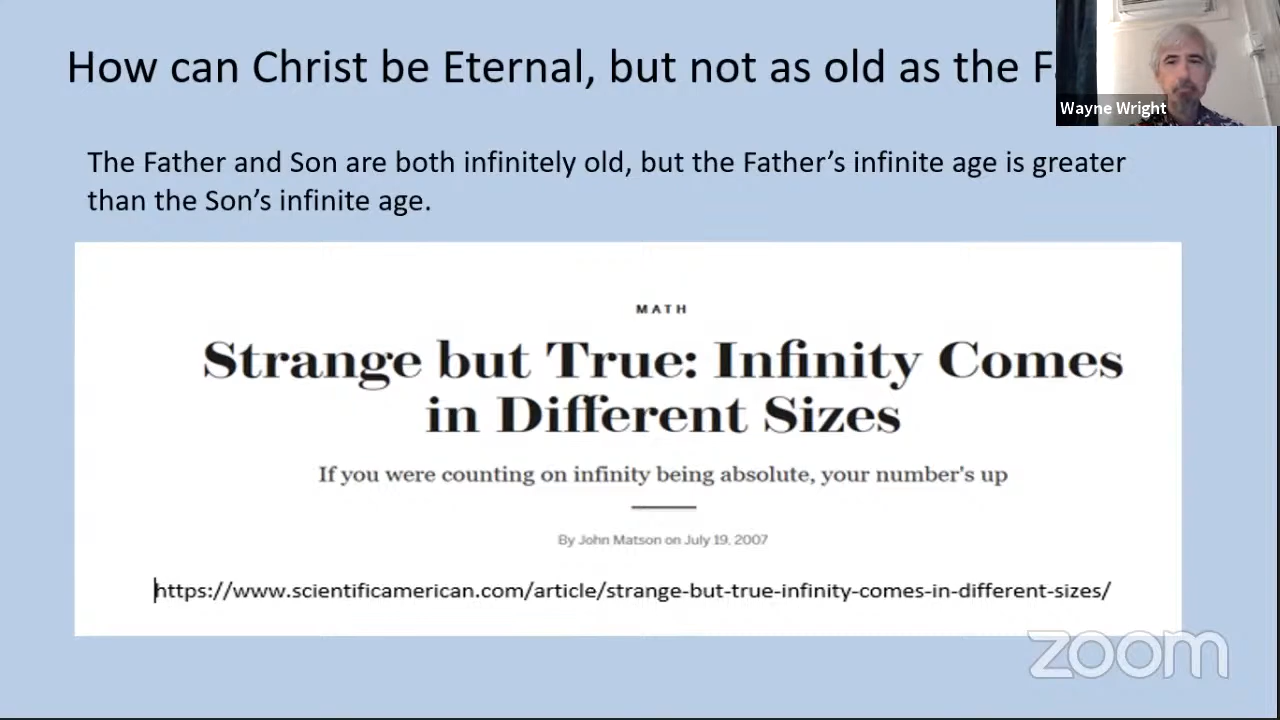 How can Christ be Eternal, but not as old as the
Wayne Wright
The Father and Son are both infinitely old, but the Father’s infinite age is greater
than the Son’s infinite age.
MATH
Strange but True: Infinity Comes
in Different Sizes
If you were counting on infinity being absolute, your number's up
By John Matson on July 19, 2007
https://www.scientificamerican.com/article/strange-but-true-infinity-comes-in-different-sizes/
zoom